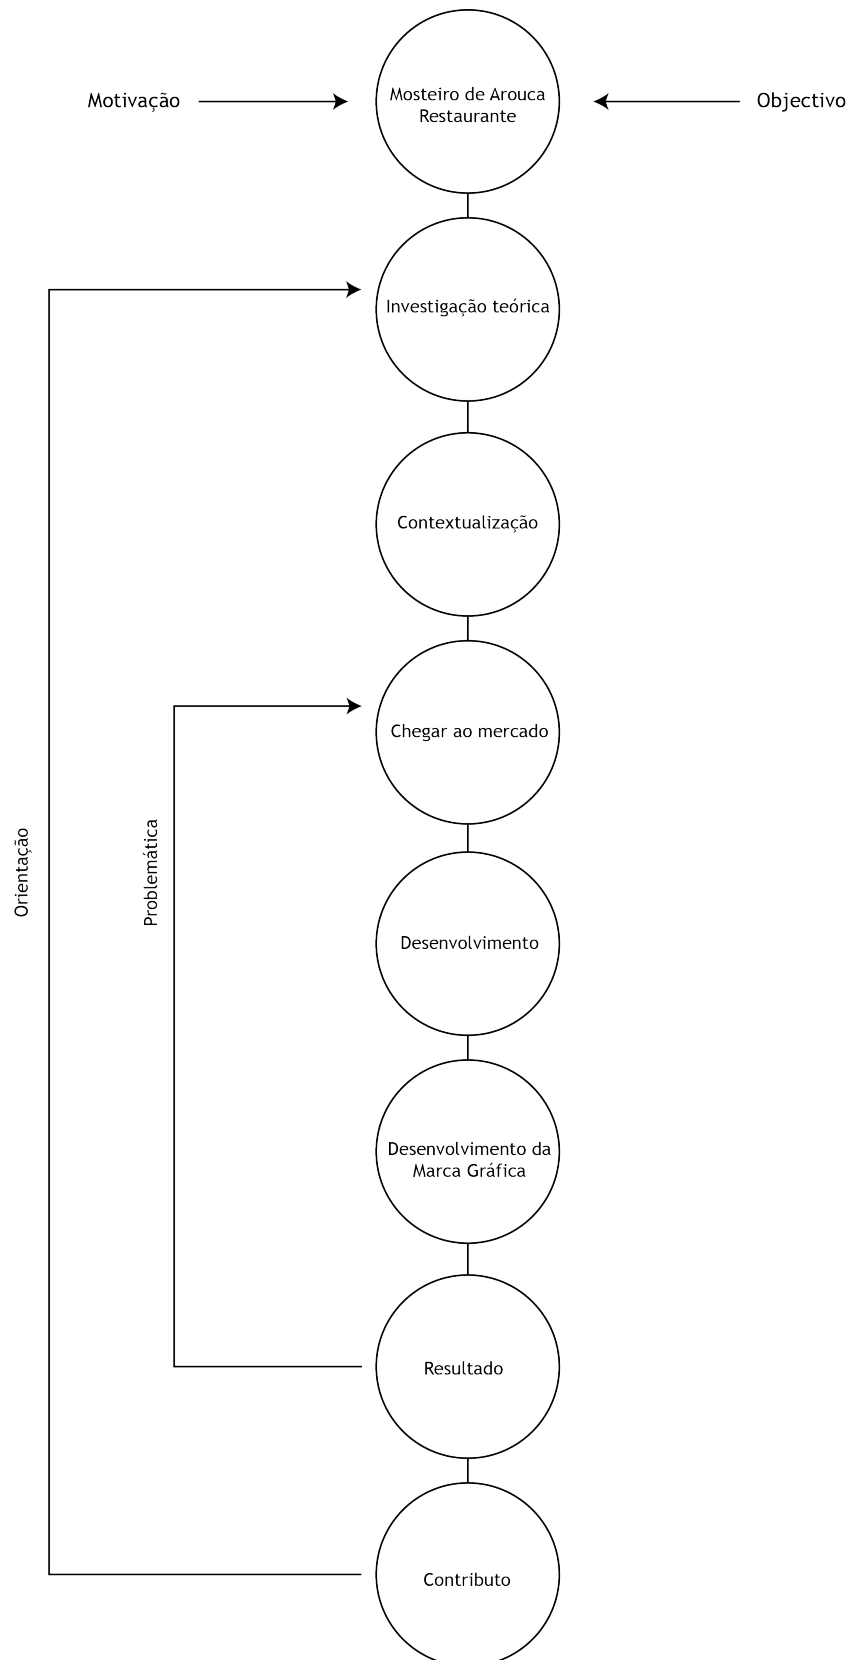 Motivação
Mosteiro de Arouca
Restaurante
Objectivo
Investigação teórica
Contextualização
Chegar ao mercado
Orientação
Problemática
Desenvolvimento
Desenvolvimento da
Marca Gráfica
Resultado
Contributo